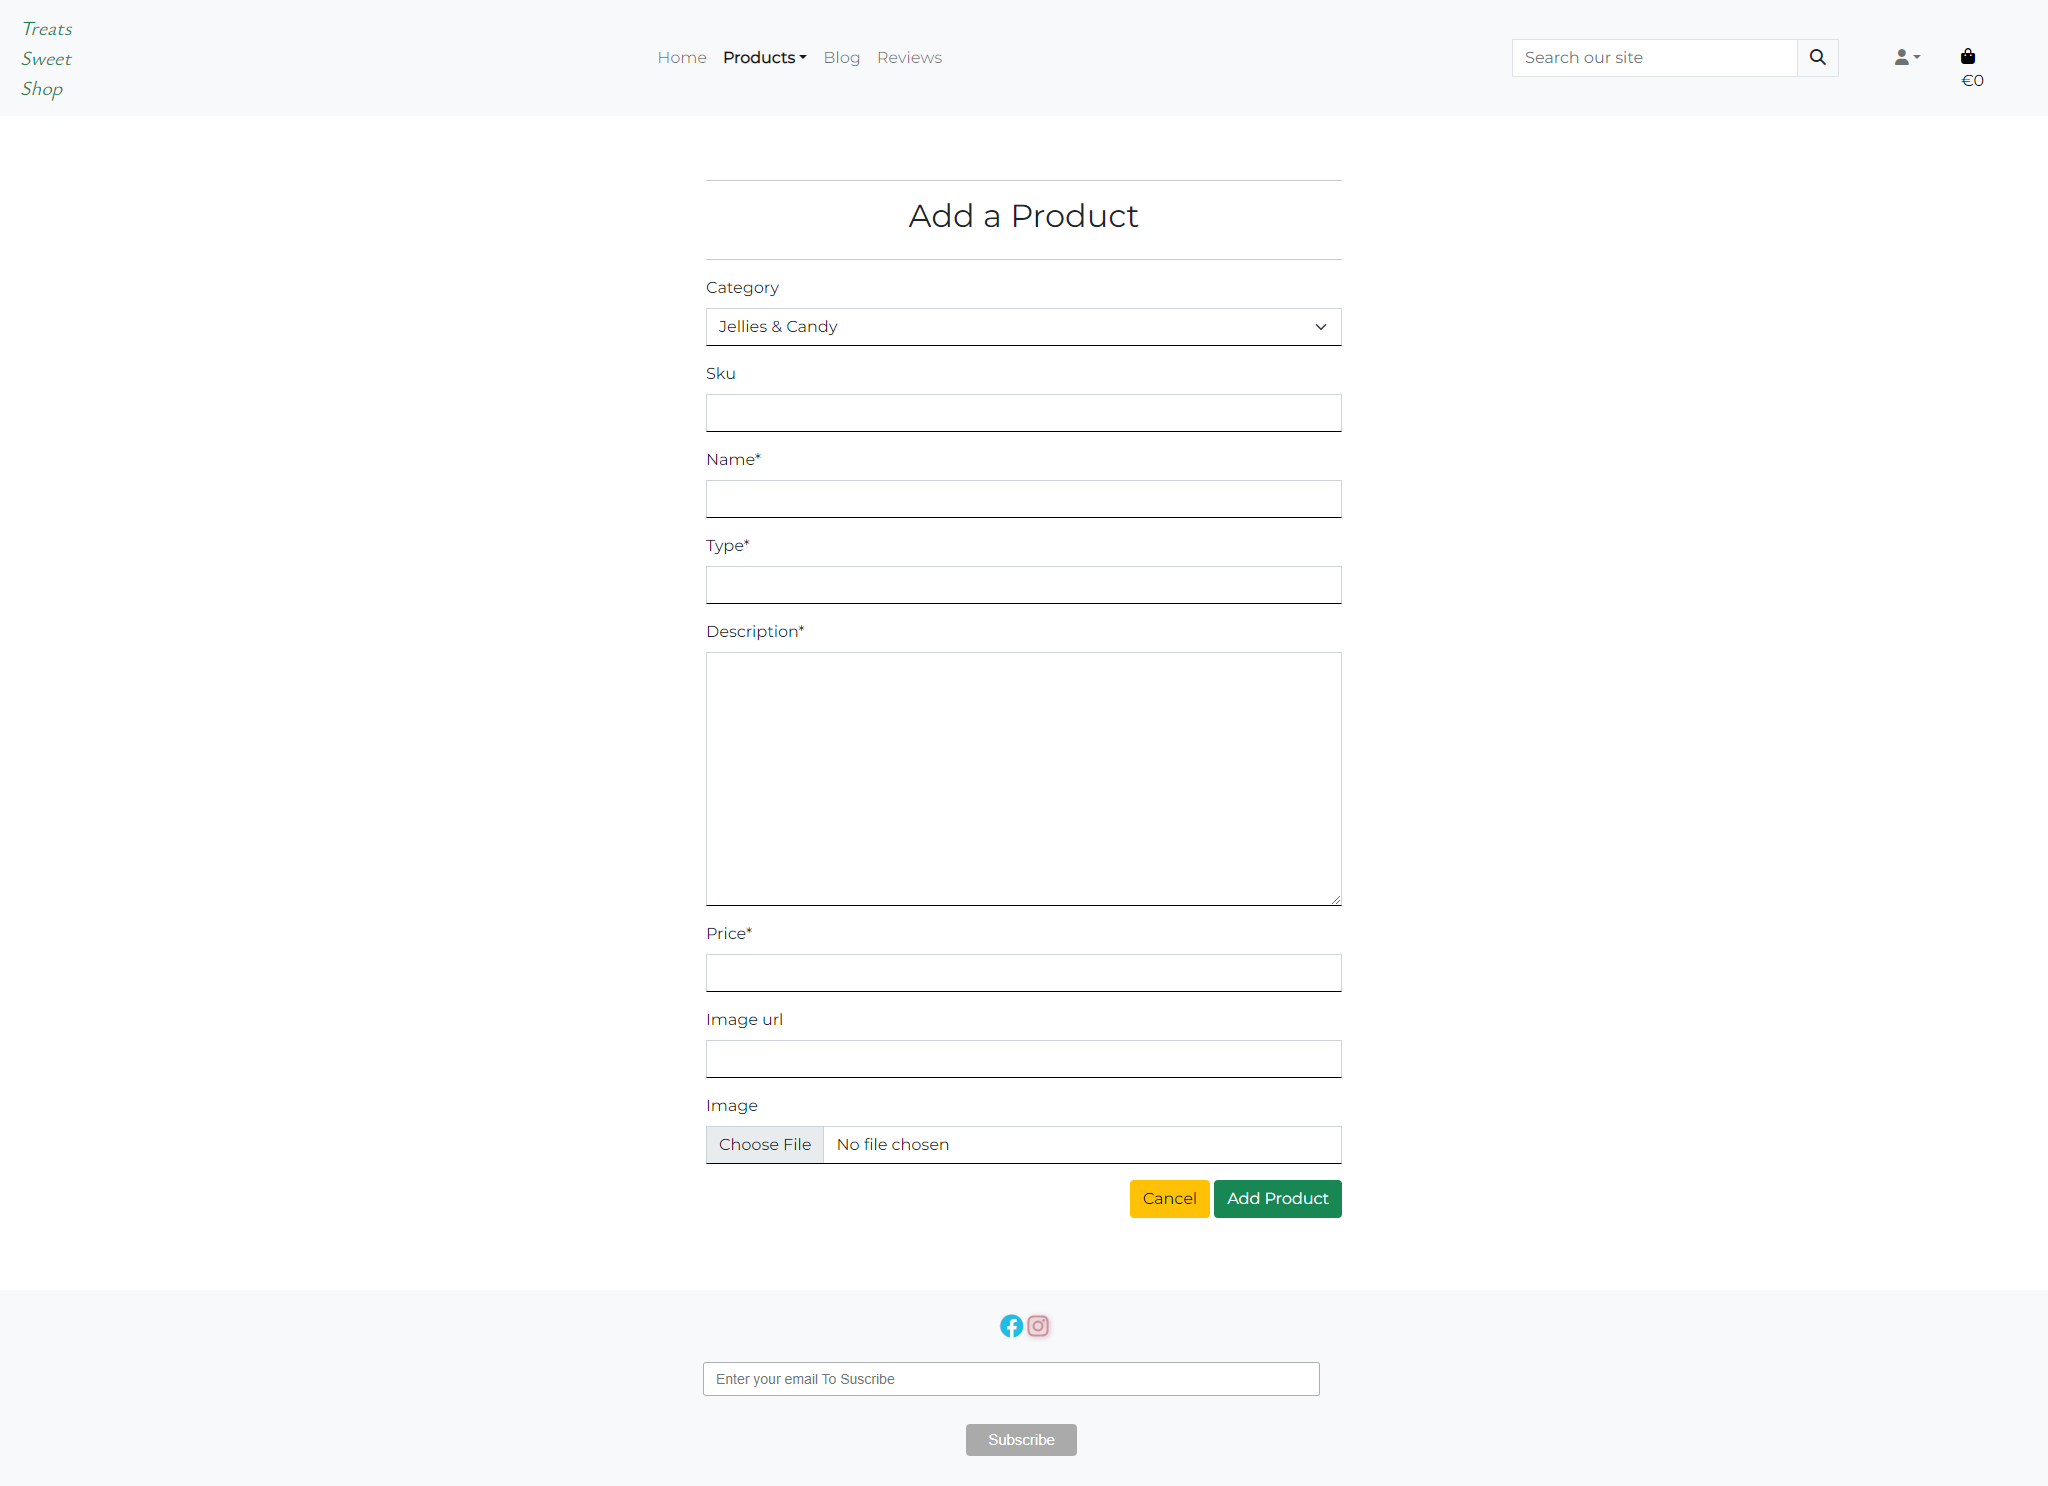 Treats
Sweet
Shop
Home Products Blog Reviews
Search our site
€0
Add a Product
Category
Jellies & Candy
Sku
Name*
Type*
Description*
Price*
Image url
Image
Choose File No file chosen
Cancel Add Product
Enter your email To Suscribe
Subscribe